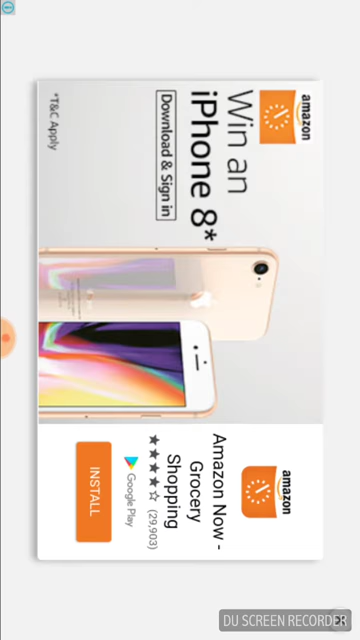 amazon
Win an
iPhone 8*
Download & Sign in
*T&C Apply
amazon
Amazon Now -
Grocery
Shopping
(29,903)
Google Play
INSTALL
DU SCREEN RECORDER